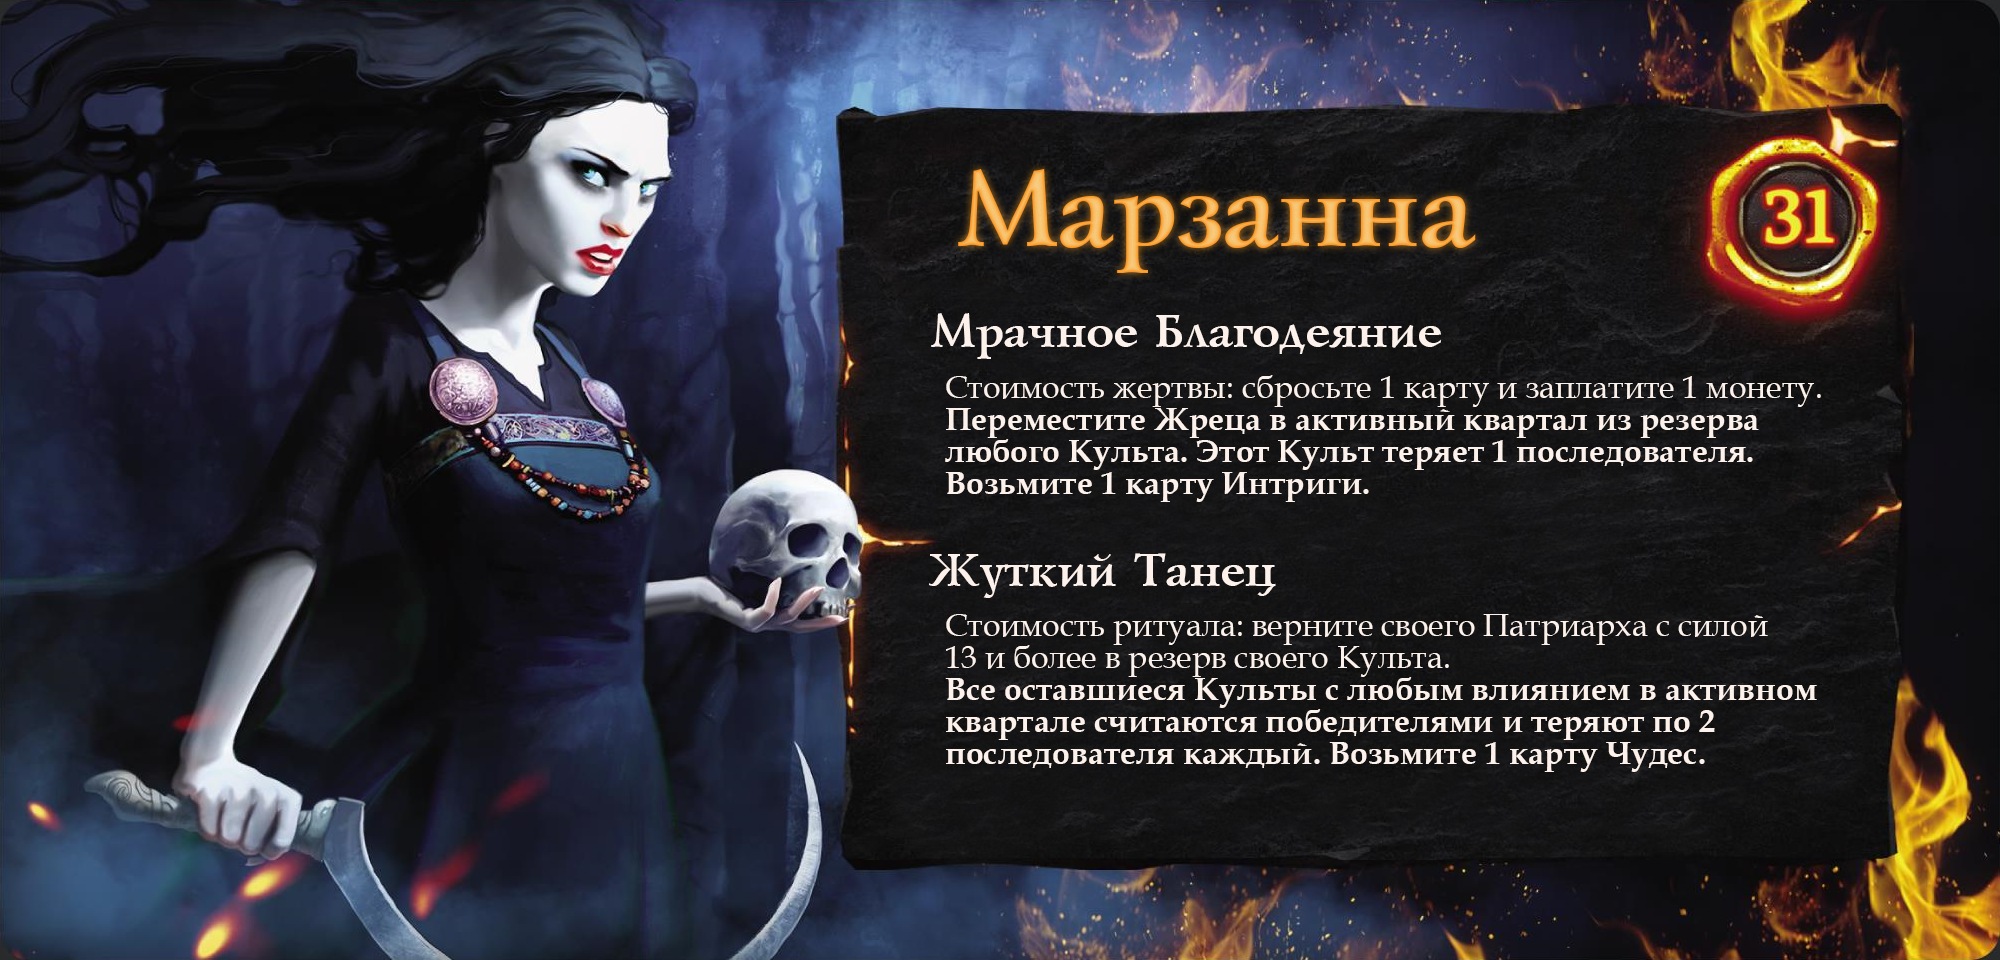 Марзанна
31
Мрачное Благодеяние
Стоимость жертвы: сбросьте 1 карту и заплатите 1 монету.
Переместите Жреца в активный квартал из резерва
любого Культа. Этот Культ теряет 1 последователя.
Возьмите 1 карту Интриги.
Жуткий Танец
Стоимость ритуала: верните своего Патриарха с силой
13 и более в резерв своего Культа.
Все оставшиеся Культы с любым влиянием в активном
квартале считаются победителями и теряют по 2
последователя каждый. Возьмите 1 карту Чудес.